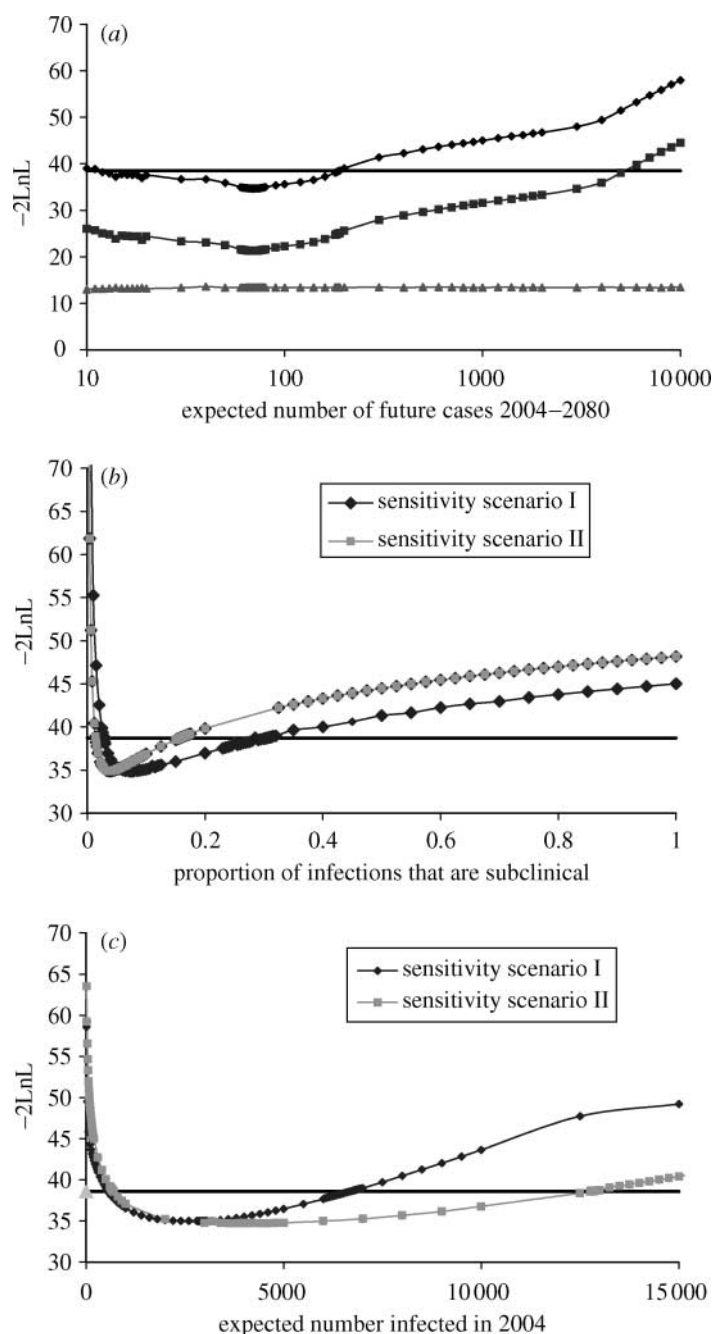 (a)
70
60
50
40
30
20
10
0
−2LnL
10 100 1000 10 000
expected number of future cases 2004–2080
(b)
70
65
60
55
50
45
40
35
30
−2LnL
sensitivity scenario I
sensitivity scenario II
0 0.2 0.4 0.6 0.8 1
proportion of infections that are subclinical
(c)
70
65
60
55
50
45
40
35
30
−2LnL
sensitivity scenario I
sensitivity scenario II
0 5000 10 000 15 000
expected number infected in 2004